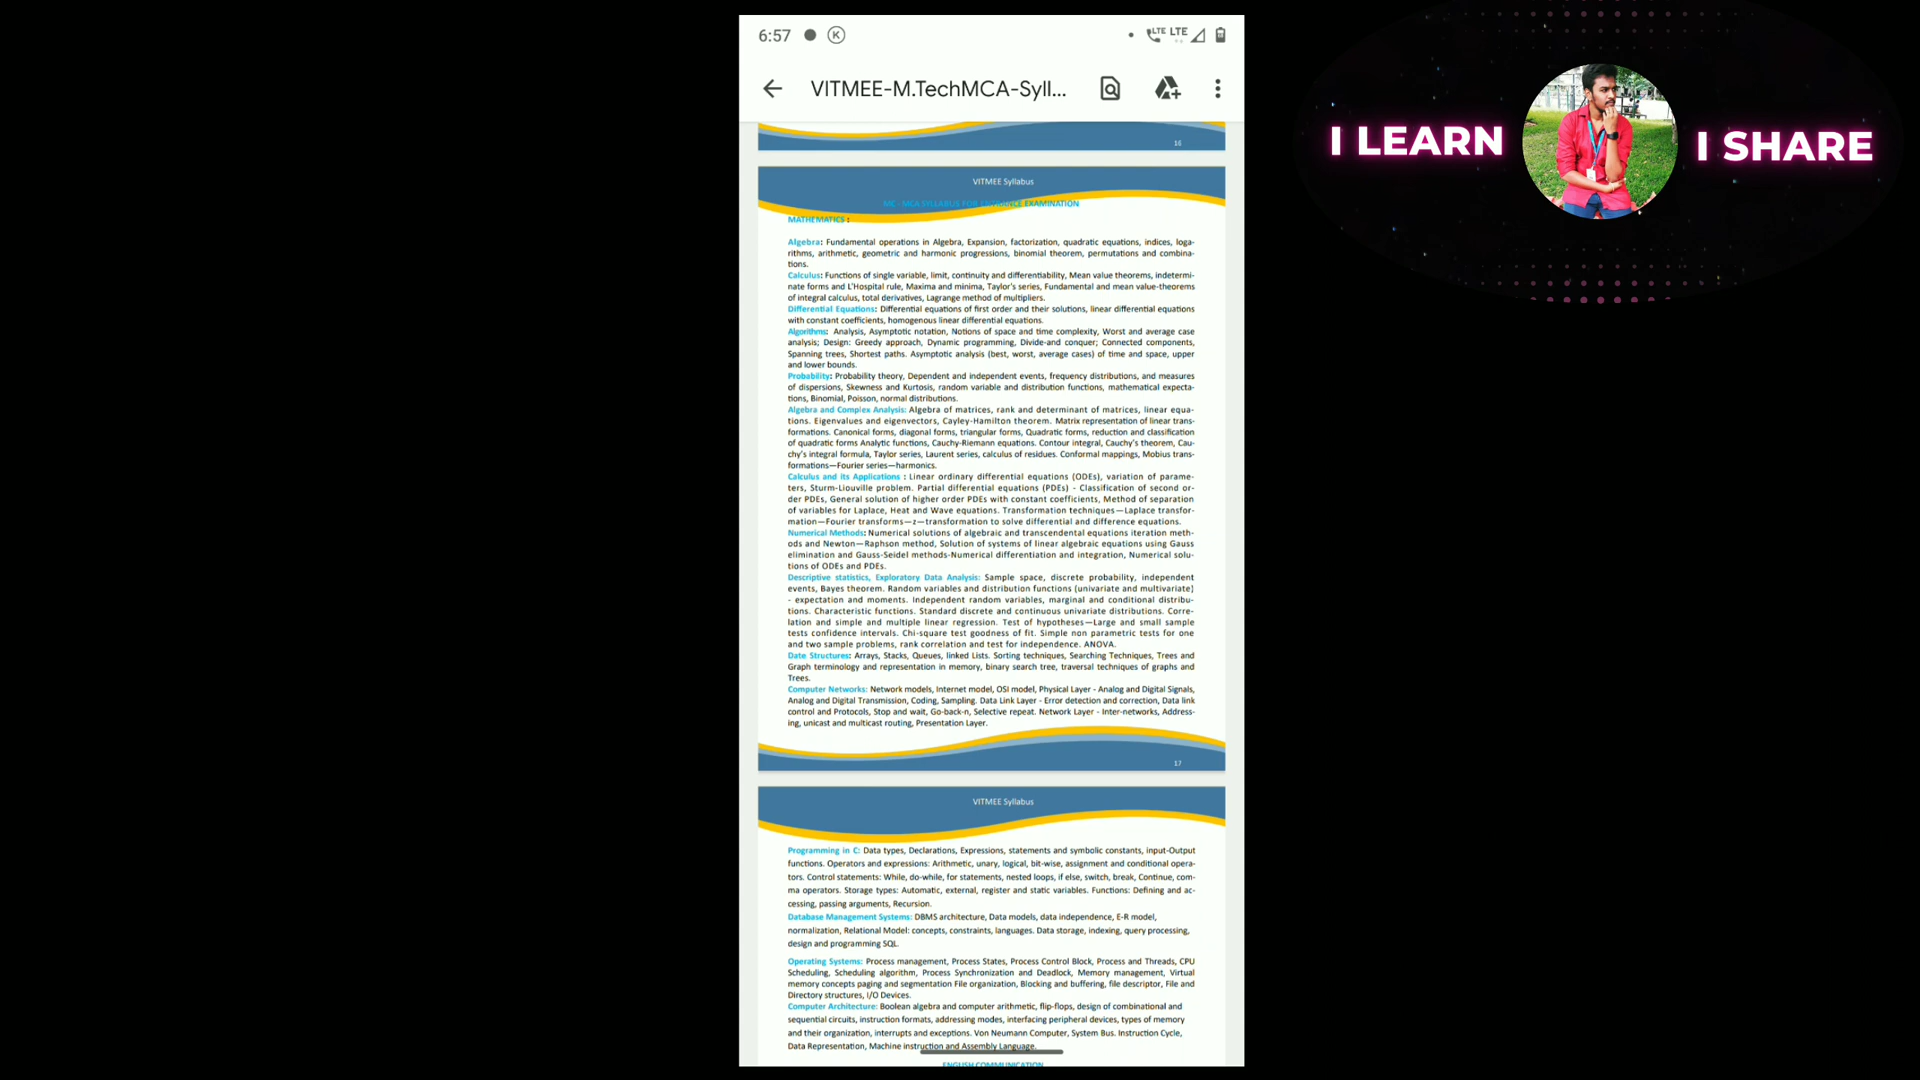 6:57
K
LTE LTE
VITMEE-M.TechMCA-Syll...
I LEARN
I SHARE
16
VITMEE Syllabus
MC - MCA SYLLABUS FOR ENTRANCE EXAMINATION
MATHEMATICS :
Algebra: Fundamental operations in Algebra, Expansion, factorization, quadratic equations, indices, loga-
rithms, arithmetic, geometric and harmonic progressions, binomial theorem, permutations and combina-
tions.
Calculus: Functions of single variable, limit, continuity and differentiability, Mean value theorems, indetermi-
nate forms and L'Hospital rule, Maxima and minima, Taylor's series, Fundamental and mean value-theorems
of integral calculus, total derivatives, Lagrange method of multipliers.
Differential Equations: Differential equations of first order and their solutions, linear differential equations
with constant coefficients, homogenous linear differential equations.
Algorithms: Analysis, Asymptotic notation, Notions of space and time complexity, Worst and average case
analysis; Design: Greedy approach, Dynamic programming, Divide-and conquer; Connected components,
Spanning trees, Shortest paths. Asymptotic analysis (best, worst, average cases) of time and space, upper
and lower bounds.
Probability: Probability theory, Dependent and independent events, frequency distributions, and measures
of dispersions, Skewness and Kurtosis, random variable and distribution functions, mathematical expecta-
tions, Binomial, Poisson, normal distributions.
Algebra and Complex Analysis: Algebra of matrices, rank and determinant of matrices, linear equa-
tions. Eigenvalues and eigenvectors, Cayley-Hamilton theorem. Matrix representation of linear trans-
formations. Canonical forms, diagonal forms, triangular forms, Quadratic forms, reduction and classification
of quadratic forms Analytic functions, Cauchy-Riemann equations. Contour integral, Cauchy's theorem, Cau-
chy's integral formula, Taylor series, Laurent series, calculus of residues. Conformal mappings, Mobius trans-
formations—Fourier series—harmonics.
Calculus and its Applications : Linear ordinary differential equations (ODEs), variation of parame-
ters, Sturm-Liouville problem. Partial differential equations (PDEs) - Classification of second or-
der PDEs, General solution of higher order PDEs with constant coefficients, Method of separation
of variables for Laplace, Heat and Wave equations. Transformation techniques—Laplace transfor-
mation—Fourier transforms—z—transformation to solve differential and difference equations.
Numerical Methods: Numerical solutions of algebraic and transcendental equations iteration meth-
ods and Newton—Raphson method, Solution of systems of linear algebraic equations using Gauss
elimination and Gauss-Seidel methods-Numerical differentiation and integration, Numerical solu-
tions of ODEs and PDEs.
Descriptive statistics, Exploratory Data Analysis: Sample space, discrete probability, independent
events, Bayes theorem. Random variables and distribution functions (univariate and multivariate)
- expectation and moments. Independent random variables, marginal and conditional distribu-
tions. Characteristic functions. Standard discrete and continuous univariate distributions. Corre-
lation and simple and multiple linear regression. Test of hypotheses—Large and small sample
tests confidence intervals. Chi-square test goodness of fit. Simple non parametric tests for one
and two sample problems, rank correlation and test for independence. ANOVA.
Date Structures: Arrays, Stacks, Queues, linked Lists. Sorting techniques, Searching Techniques, Trees and
Graph terminology and representation in memory, binary search tree, traversal techniques of graphs and
Trees.
Computer Networks: Network models, Internet model, OSI model, Physical Layer - Analog and Digital Signals,
Analog and Digital Transmission, Coding, Sampling. Data Link Layer - Error detection and correction, Data link
control and Protocols, Stop and wait, Go-back-n, Selective repeat. Network Layer - Inter-networks, Address-
ing, unicast and multicast routing, Presentation Layer.
17
VITMEE Syllabus
Programming in C: Data types, Declarations, Expressions, statements and symbolic constants, input-Output
functions. Operators and expressions: Arithmetic, unary, logical, bit-wise, assignment and conditional opera-
tors. Control statements: While, do-while, for statements, nested loops, if else, switch, break, Continue, com-
ma operators. Storage types: Automatic, external, register and static variables. Functions: Defining and ac-
cessing, passing arguments, Recursion.
Database Management Systems: DBMS architecture, Data models, data independence, E-R model,
normalization, Relational Model: concepts, constraints, languages. Data storage, indexing, query processing,
design and programming SQL.
Operating Systems: Process management, Process States, Process Control Block, Process and Threads, CPU
Scheduling, Scheduling algorithm, Process Synchronization and Deadlock, Memory management, Virtual
memory concepts paging and segmentation File organization, Blocking and buffering, file descriptor, File and
Directory structures, I/O Devices.
Computer Architecture: Boolean algebra and computer arithmetic, flip-flops, design of combinational and
sequential circuits, instruction formats, addressing modes, interfacing peripheral devices, types of memory
and their organization, interrupts and exceptions. Von Neumann Computer, System Bus. Instruction Cycle,
Data Representation, Machine instruction and Assembly Language.
ENGLISH COMMUNICATION